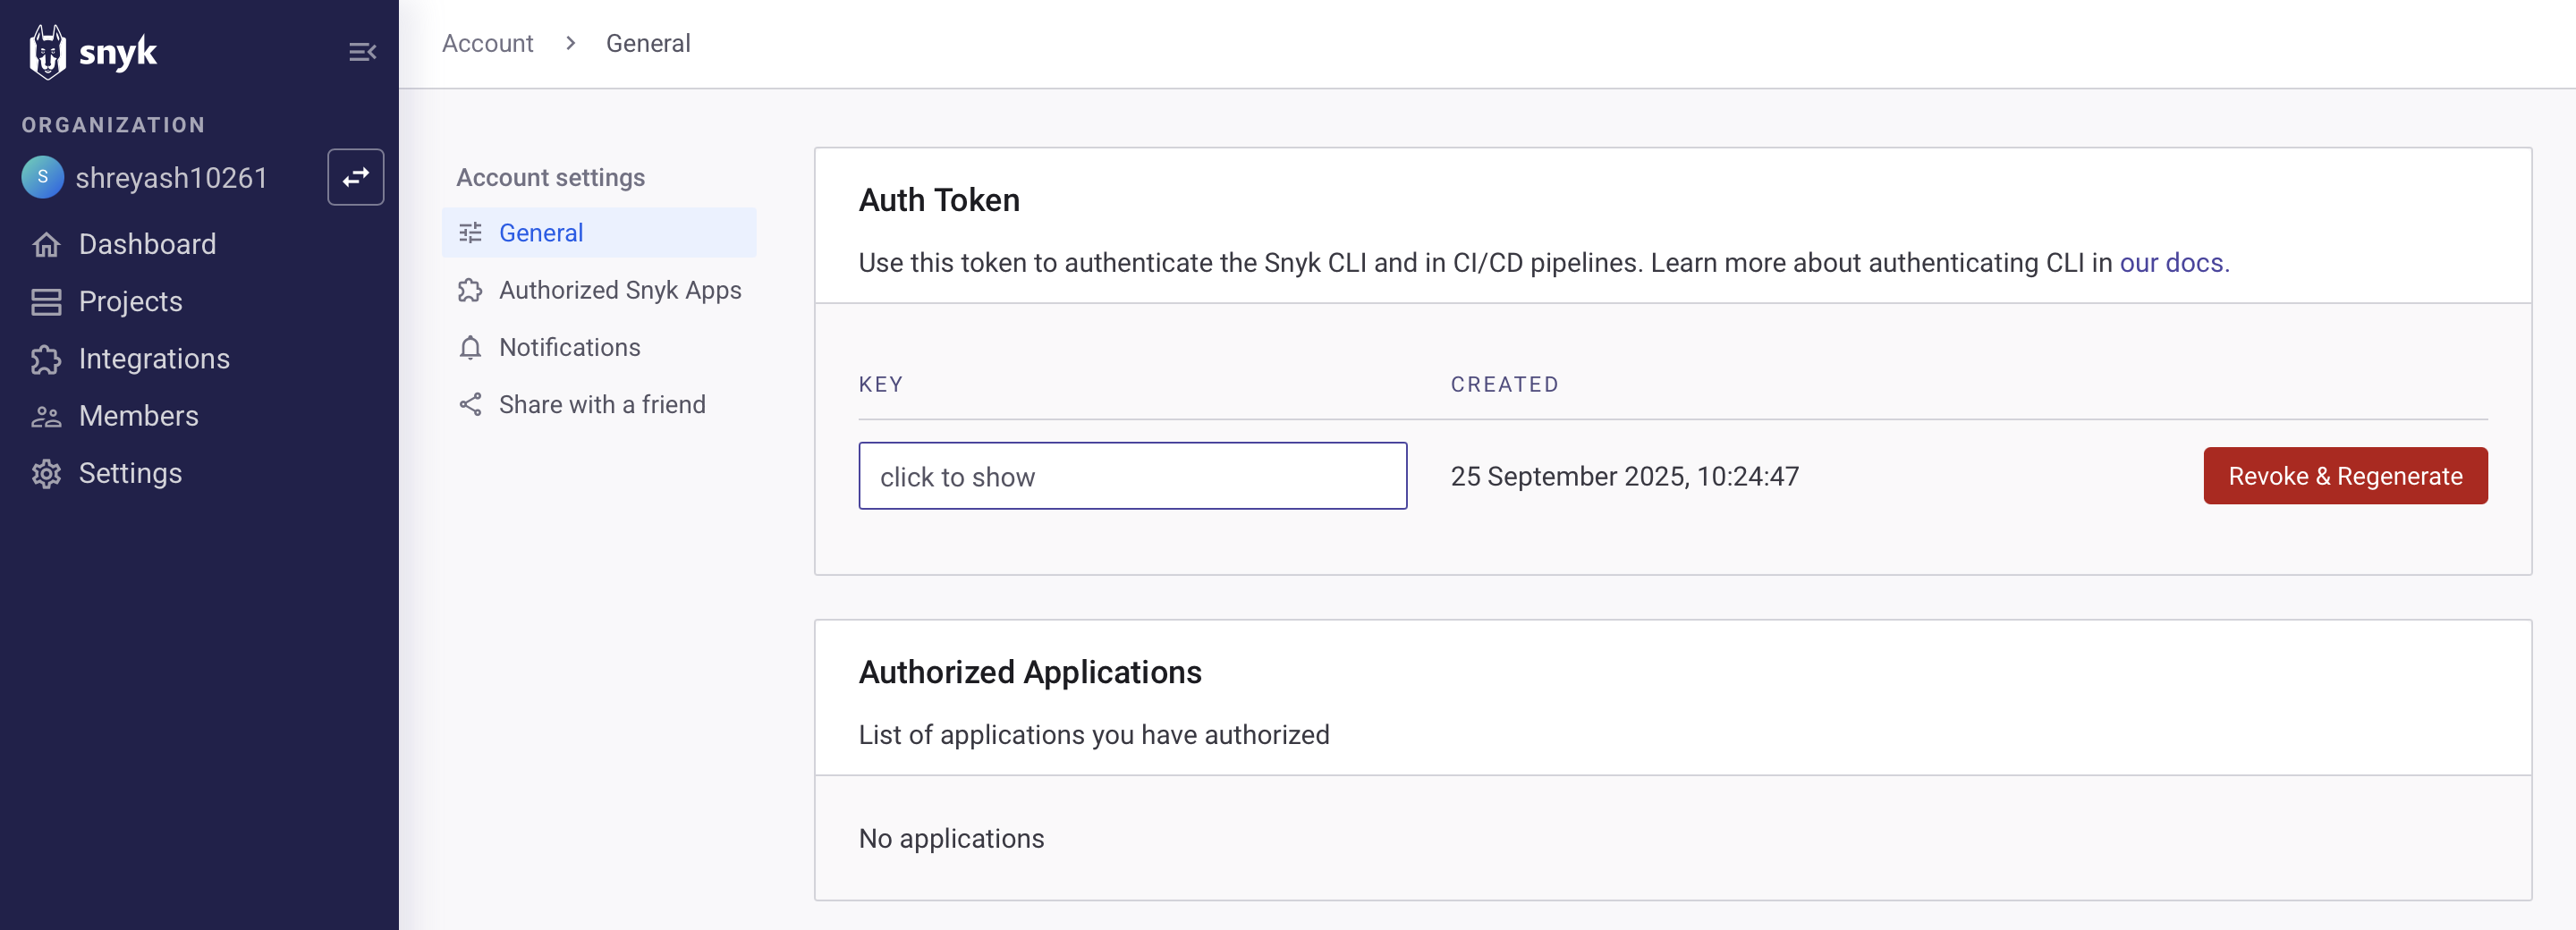 snyk
ORGANIZATION
S shreyash10261
Dashboard
Projects
Integrations
Members
Settings
Account > General
Account settings
General
Authorized Snyk Apps
Notifications
Share with a friend
Auth Token
Use this token to authenticate the Snyk CLI and in CI/CD pipelines. Learn more about authenticating CLI in our docs.
KEY CREATED
click to show 25 September 2025, 10:24:47 Revoke & Regenerate
Authorized Applications
List of applications you have authorized
No applications